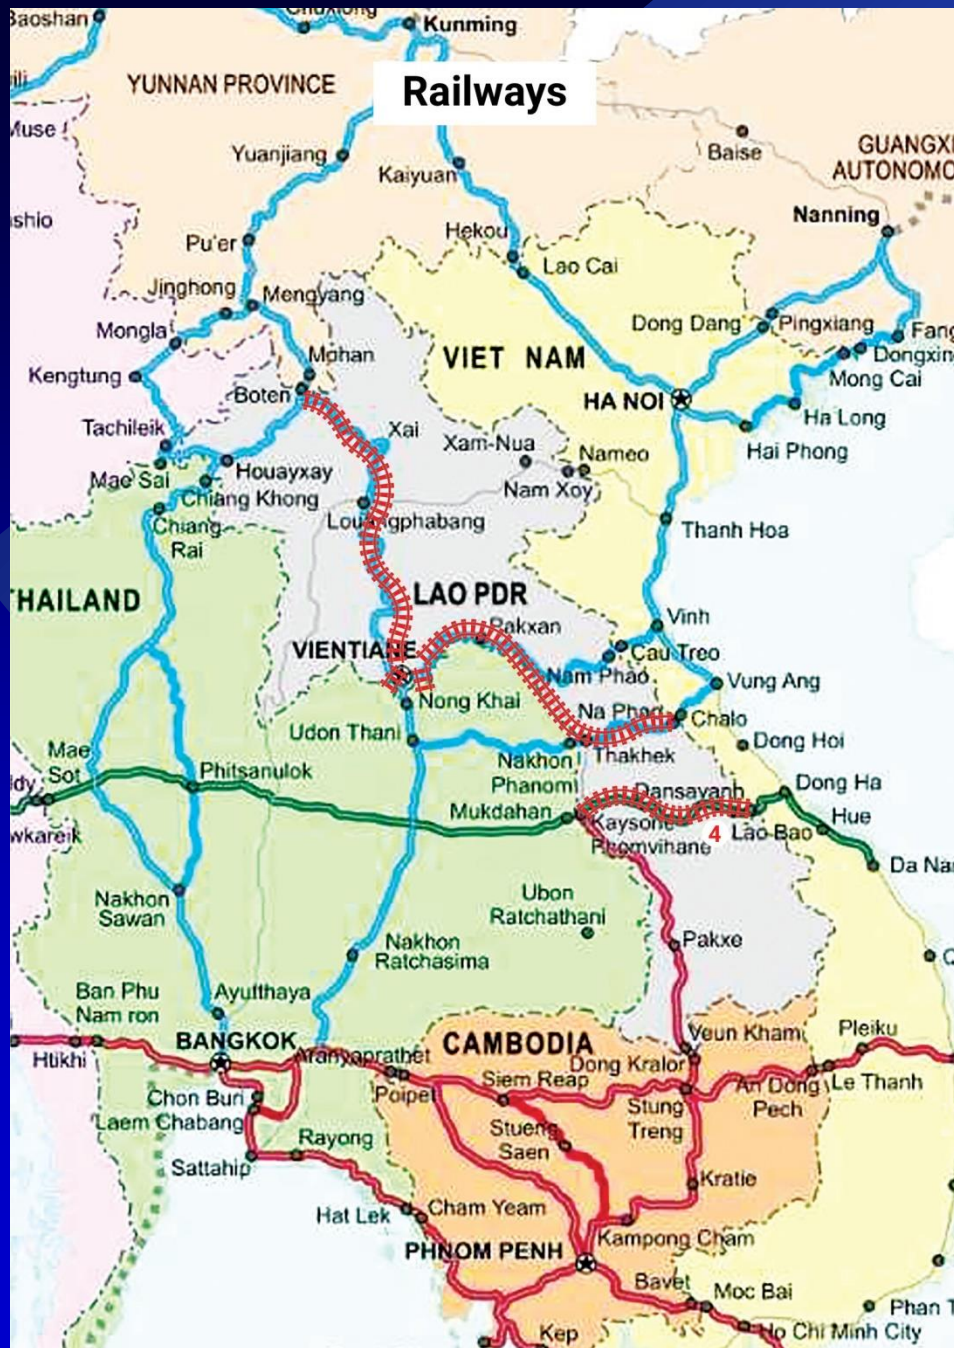 Baoshan
Chuxiong
Kunming
YUNNAN PROVINCE
Railways
Muse
Yuanjiang
Kaiyuan
Baise
GUANGXI
AUTONOMO
shio
Nanning
Pu'er
Hekou
Lao Cai
Jinghong
Mengyang
Mongla
Dong Dang
Pingxiang
Fang
Mohan
VIET NAM
Dongxin
Kengtung
Mong Cai
Boten
HA NOI
Ha Long
Tachileik
Xai
Xam-Nua
Nameo
Hai Phong
Mae Sai
Houayxay
Nam Xoy
Chiang Khong
Louangphabang
Chiang
Rai
Thanh Hoa
THAILAND
LAO PDR
Vinh
Pakxan
VIENTIANE
Cau Treo
Nam Phao
Vung Ang
Nong Khai
Na Phao
Chalo
Udon Thani
Dong Hoi
Mae
Sot
Nakhon
Phanom
Thakhek
Phitsanulok
Dansavanh
Dong Ha
ddy
Mukdahan
Kaysone
Phomvihane
4
Lao Bao
Hue
wkareik
Da Na
Nakhon
Sawan
Ubon
Ratchathani
Nakhon
Ratchasima
Pakxe
Ban Phu
Nam ron
Ayutthaya
BANGKOK
CAMBODIA
Veun Kham
Pleiku
Htikhi
Aranyaprathet
Dong Kralor
Chon Buri
Poipet
Siem Reap
An Dong
Pech
Le Thanh
Laem Chabang
Stueng
Saen
Stung
Treng
Rayong
Sattahip
Kratie
Hat Lek
Cham Yeam
Kampong Cham
PHNOM PENH
Bavet
Moc Bai
Phan T
Kep
Ho Chi Minh City